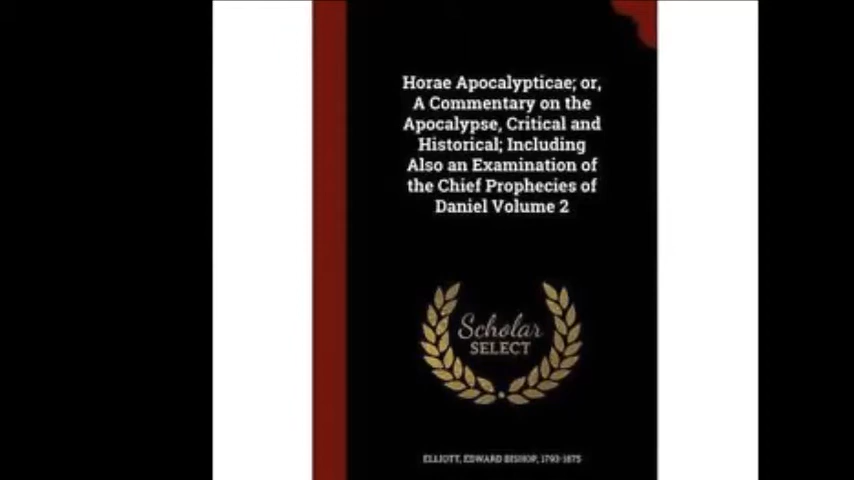 Horae Apocalypticae; or,
A Commentary on the
Apocalypse, Critical and
Historical; Including
Also an Examination of
the Chief Prophecies of
Daniel Volume 2
Scholar
SELECT
ELLIOTT, EDWARD BISHOP, 1793-1875